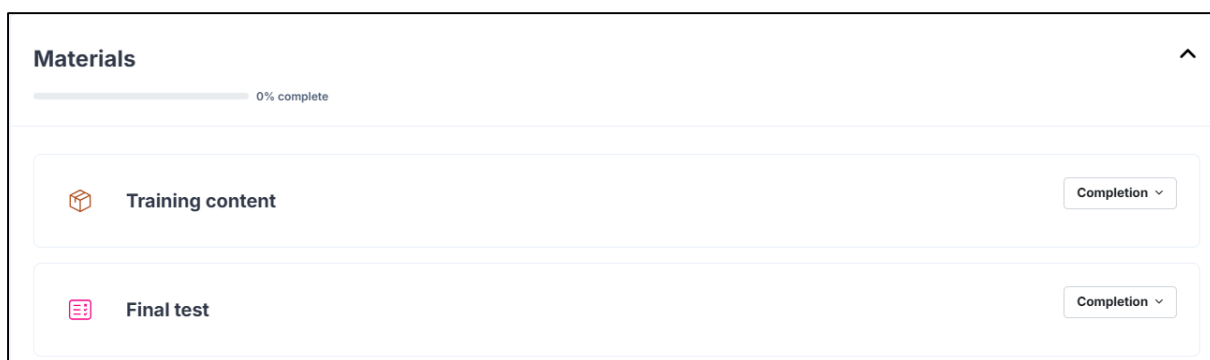 Materials
0% complete
Training content
Completion
Final test
Completion